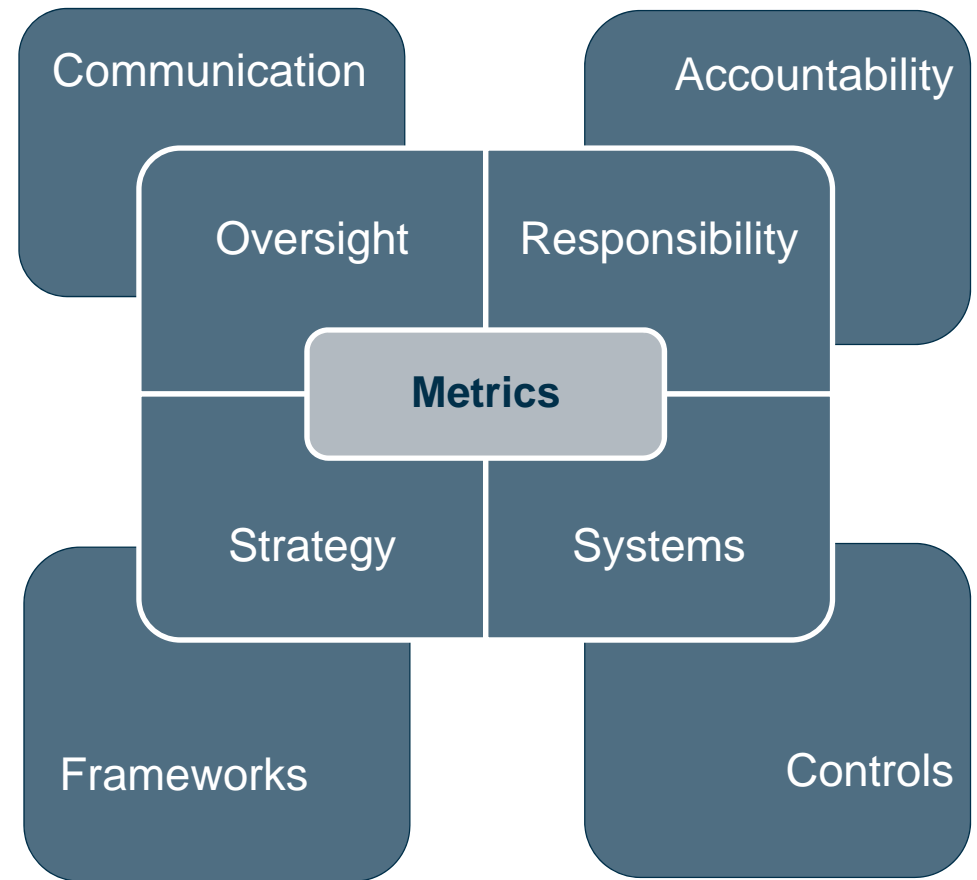 Communication
Accountability
Oversight
Responsibility
Metrics
Strategy
Systems
Frameworks
Controls